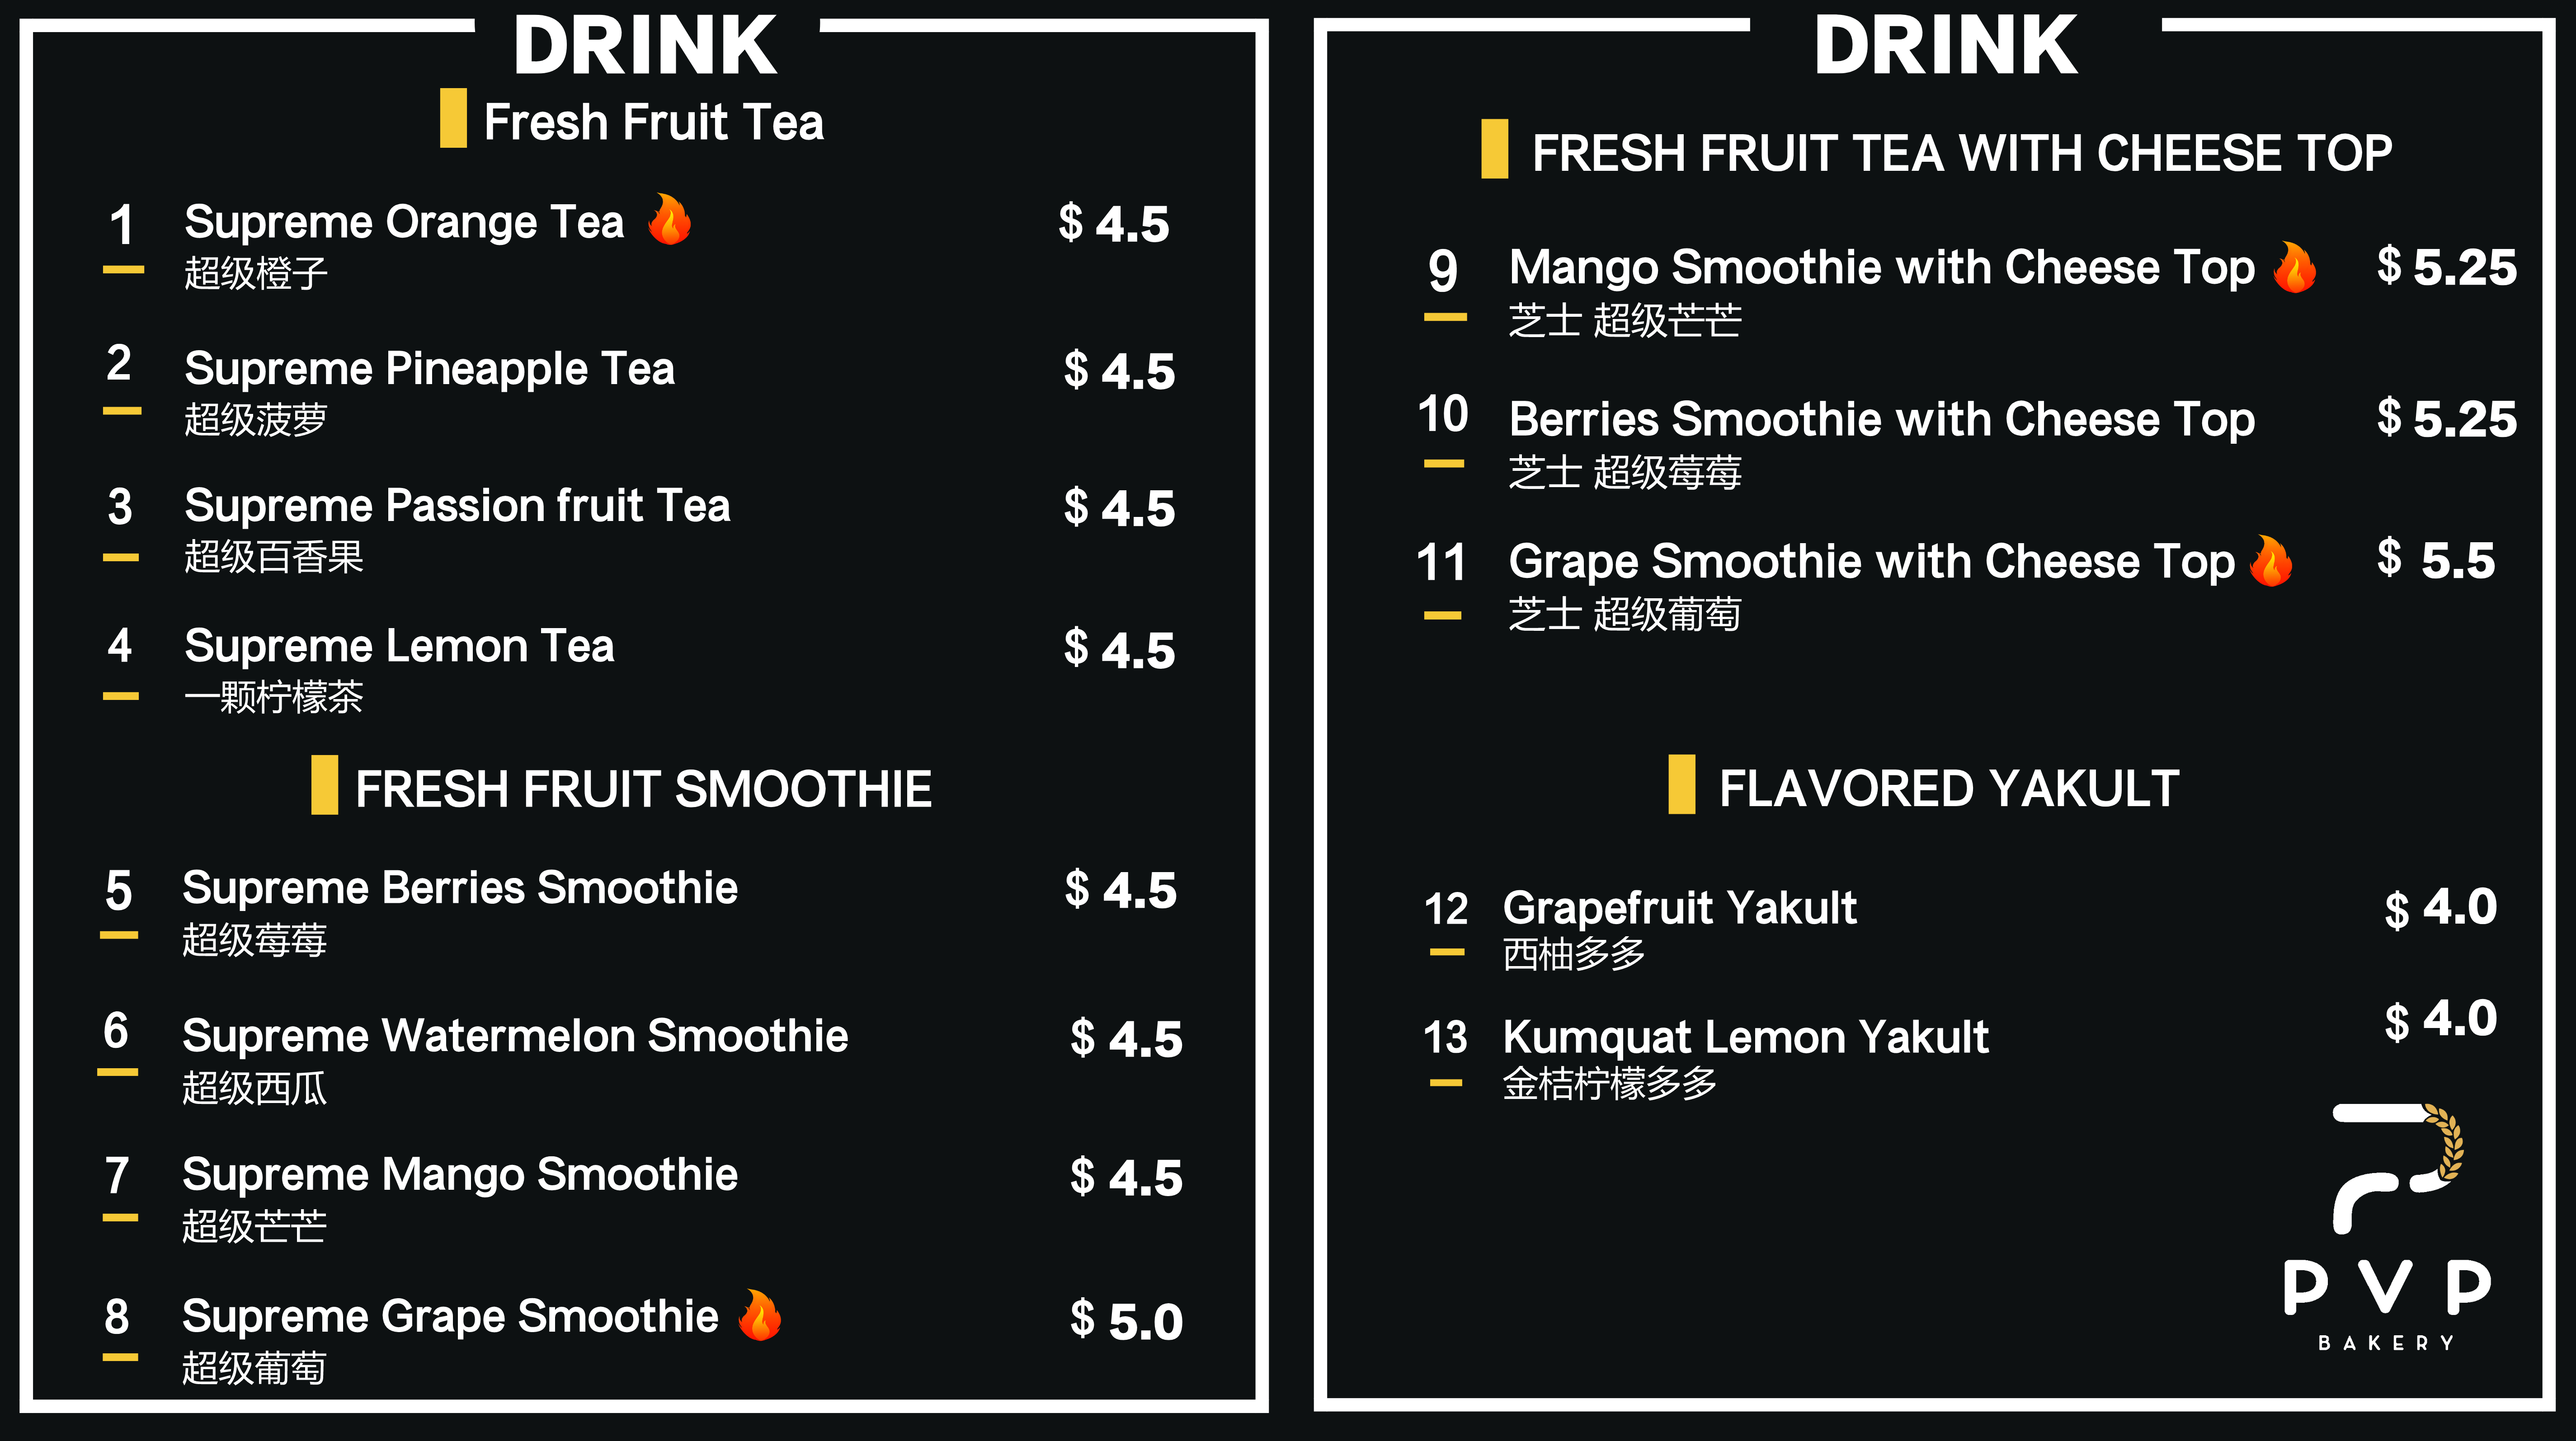 DRINK
Fresh Fruit Tea
1 Supreme Orange Tea $ 4.5
超级橙子
2 Supreme Pineapple Tea $ 4.5
超级菠萝
3 Supreme Passion fruit Tea $ 4.5
超级百香果
4 Supreme Lemon Tea $ 4.5
一颗柠檬茶
FRESH FRUIT SMOOTHIE
5 Supreme Berries Smoothie $ 4.5
超级莓莓
6 Supreme Watermelon Smoothie $ 4.5
超级西瓜
7 Supreme Mango Smoothie $ 4.5
超级芒芒
8 Supreme Grape Smoothie $ 5.0
超级葡萄
DRINK
FRESH FRUIT TEA WITH CHEESE TOP
9 Mango Smoothie with Cheese Top $ 5.25
芝士 超级芒芒
10 Berries Smoothie with Cheese Top $ 5.25
芝士 超级莓莓
11 Grape Smoothie with Cheese Top $ 5.5
芝士 超级葡萄
FLAVORED YAKULT
12 Grapefruit Yakult $ 4.0
西柚多多
13 Kumquat Lemon Yakult $ 4.0
金桔柠檬多多
PVP
BAKERY